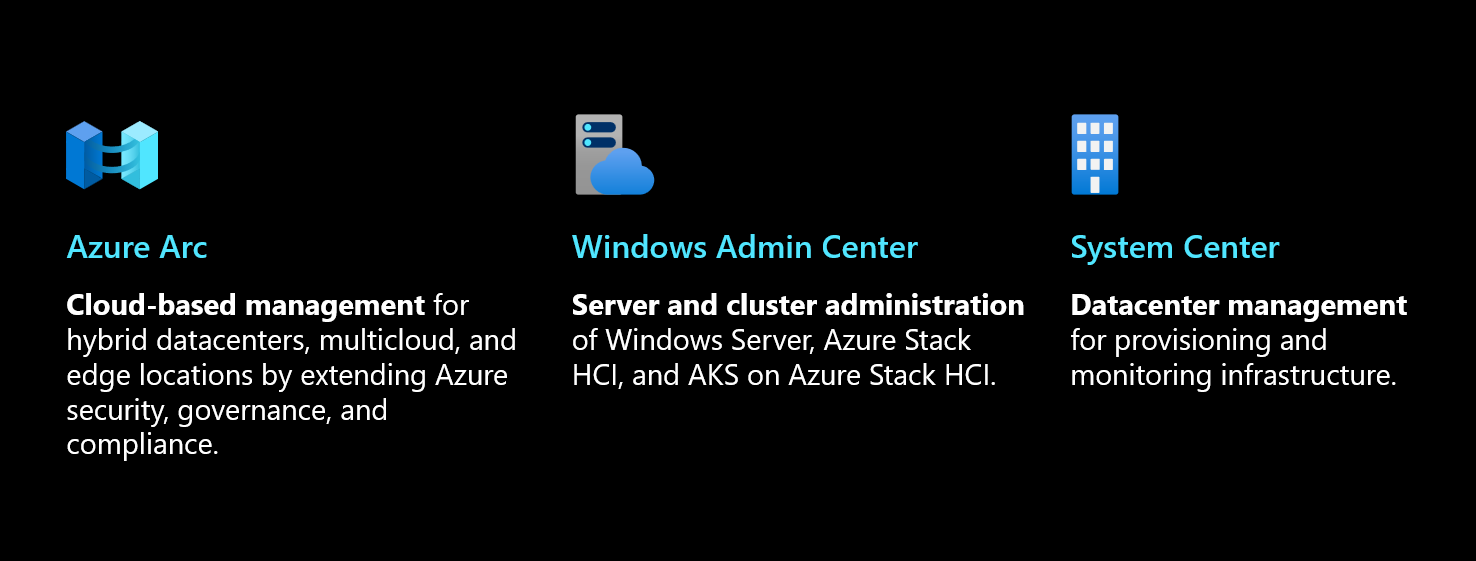 Azure Arc
Cloud-based management for
hybrid datacenters, multicloud, and
edge locations by extending Azure
security, governance, and
compliance.
Windows Admin Center
Server and cluster administration
of Windows Server, Azure Stack
HCI, and AKS on Azure Stack HCI.
System Center
Datacenter management
for provisioning and
monitoring infrastructure.